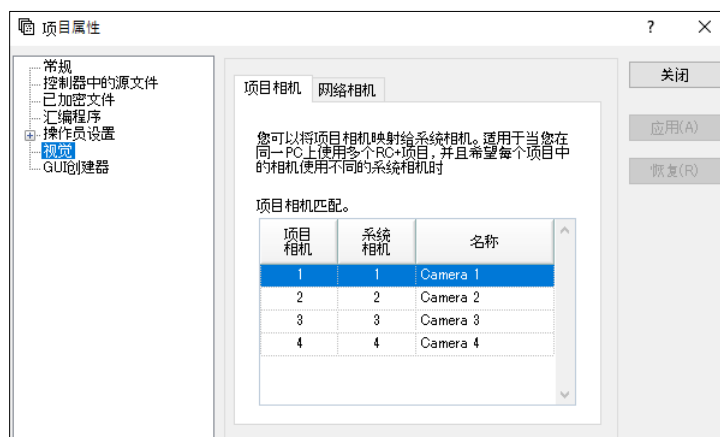 项目属性
? ×
常规
控制器中的源文件
已加密文件
汇编程序
操作员设置
视觉
GUI创建器
项目相机 网络相机
您可以将项目相机映射给系统相机。适用于当您在
同一PC上使用多个RC+项目，并且希望每个项目中
的相机使用不同的系统相机时
项目相机匹配。
项目相机 系统相机 名称
1 1 Camera 1
2 2 Camera 2
3 3 Camera 3
4 4 Camera 4
关闭
应用(A)
恢复(R)